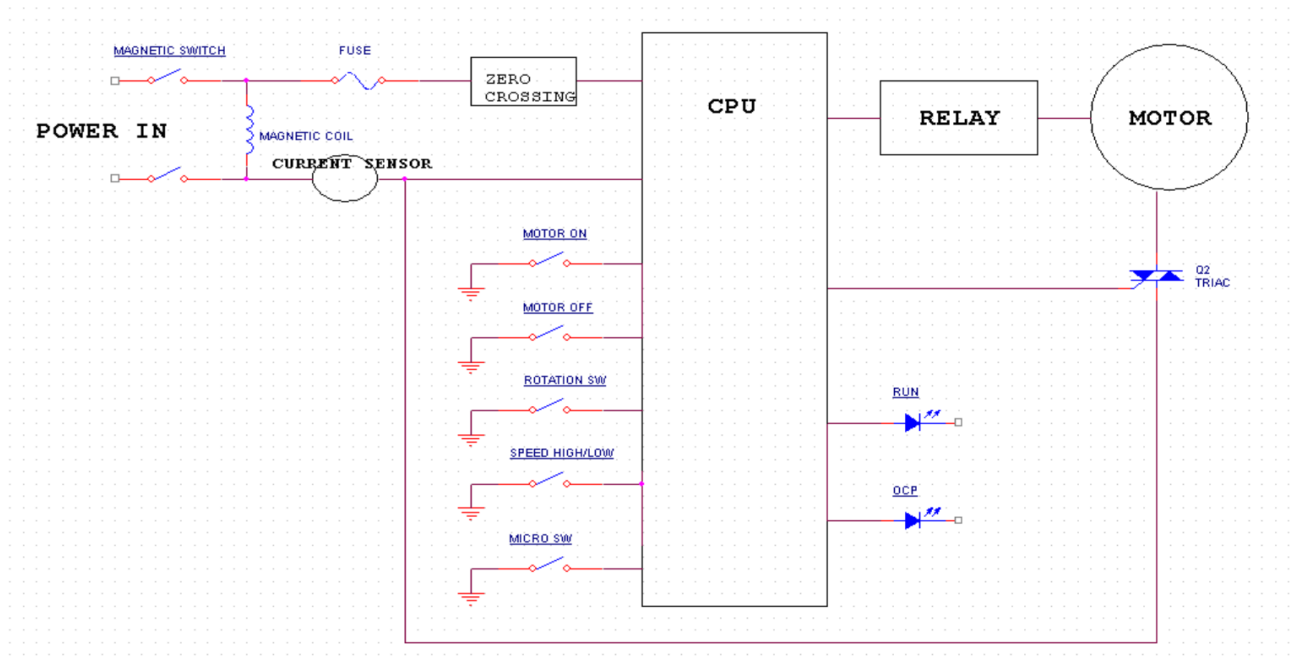 MAGNETIC SWITCH
FUSE
ZERO
CROSSING
CPU
RELAY
MOTOR
POWER IN
MAGNETIC COIL
CURRENT SENSOR
MOTOR ON
Q2
TRIAC
MOTOR OFF
ROTATION SW
RUN
SPEED HIGH/LOW
OCP
MICRO SW